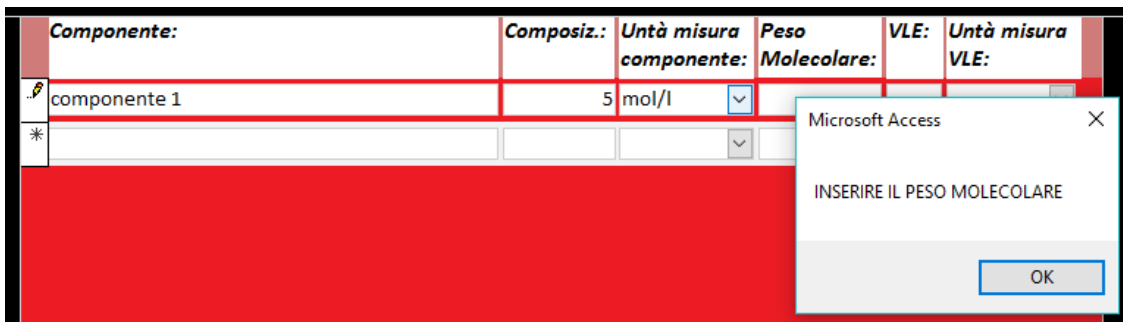 Componente: Composiz.: Untà misura Peso VLE: Untà misura
componente: Molecolare: VLE:
componente 1 5 mol/l
Microsoft Access
INSERIRE IL PESO MOLECOLARE
OK